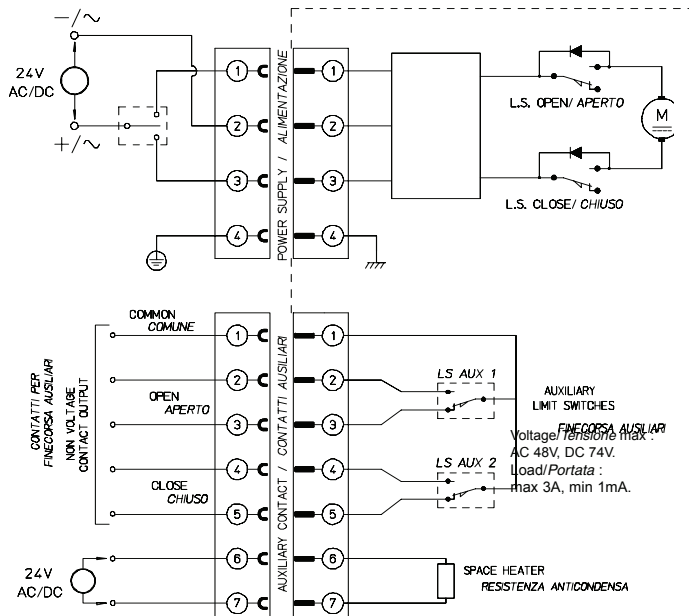 −/∼
24V
AC/DC
+/∼
1
2
3
4
POWER SUPPLY / ALIMENTAZIONE
1
2
3
4
L.S. OPEN/ APERTO
M
L.S. CLOSE/ CHIUSO
CONTATTI PER
FINECORSA AUSILIARI
NON VOLTAGE
CONTACT OUTPUT
COMMON
COMUNE
OPEN
APERTO
CLOSE
CHIUSO
24V
AC/DC
1
2
3
4
5
6
7
AUXILIARY CONTACT / CONTATTI AUSILIARI
1
2
3
4
5
6
7
LS AUX 1
LS AUX 2
AUXILIARY
LIMIT SWITCHES
FINECORSA AUSILIARI
Voltage/Tensione max :
AC 48V, DC 74V.
Load/Portata :
max 3A, min 1mA.
SPACE HEATER
RESISTENZA ANTICONDENSA